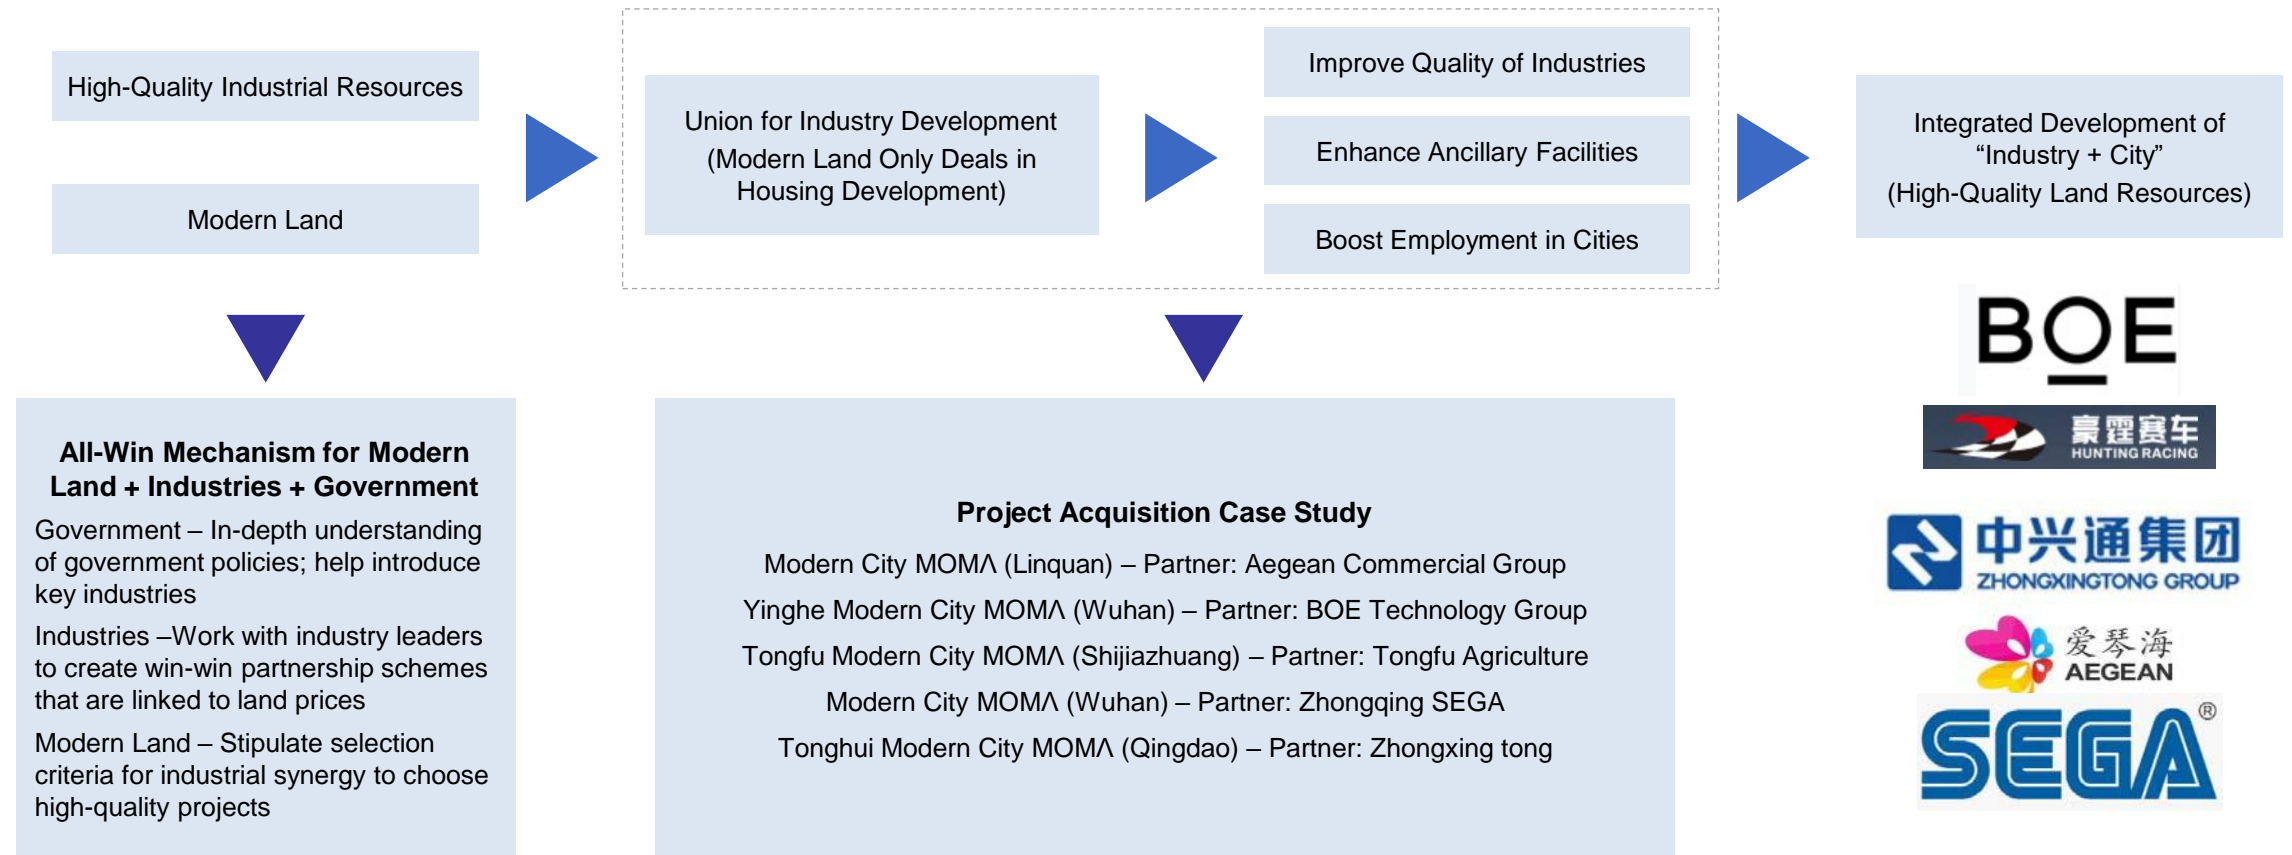 High-Quality Industrial Resources
Modern Land
Union for Industry Development
(Modern Land Only Deals in
Housing Development)
Improve Quality of Industries
Enhance Ancillary Facilities
Boost Employment in Cities
Integrated Development of
“Industry + City”
(High-Quality Land Resources)
All-Win Mechanism for Modern
Land + Industries + Government
Government – In-depth understanding
of government policies; help introduce
key industries
Industries –Work with industry leaders
to create win-win partnership schemes
that are linked to land prices
Modern Land – Stipulate selection
criteria for industrial synergy to choose
high-quality projects
Project Acquisition Case Study
Modern City MOMΛ (Linquan) – Partner: Aegean Commercial Group
Yinghe Modern City MOMΛ (Wuhan) – Partner: BOE Technology Group
Tongfu Modern City MOMΛ (Shijiazhuang) – Partner: Tongfu Agriculture
Modern City MOMΛ (Wuhan) – Partner: Zhongqing SEGA
Tonghui Modern City MOMΛ (Qingdao) – Partner: Zhongxing tong
BOE
豪霆赛车
HUNTING RACING
中兴通集团
ZHONGXINGTONG GROUP
爱琴海
AEGEAN
SEGA®